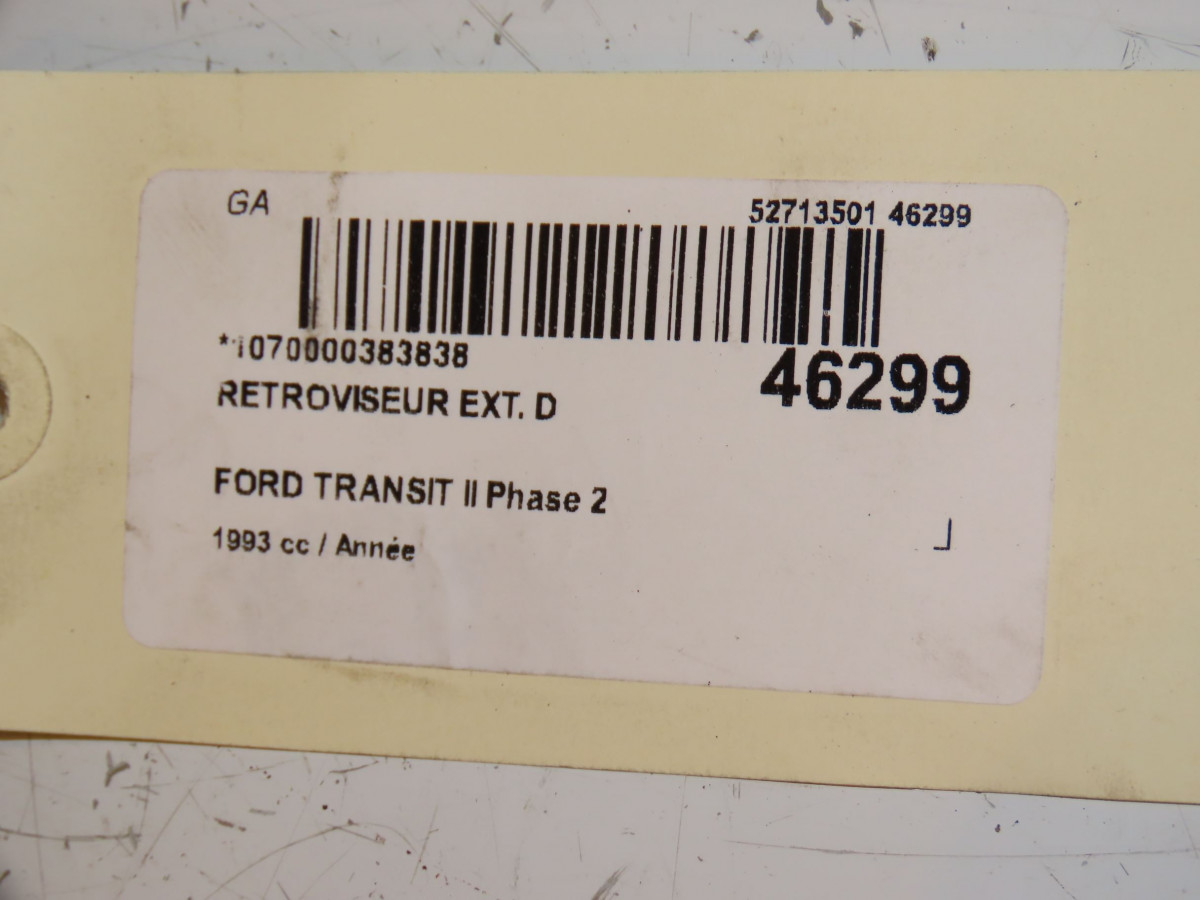 GA
52713501 46299
*1070000383838
46299
RETROVISEUR EXT. D
FORD TRANSIT II Phase 2
1993 cc / Année